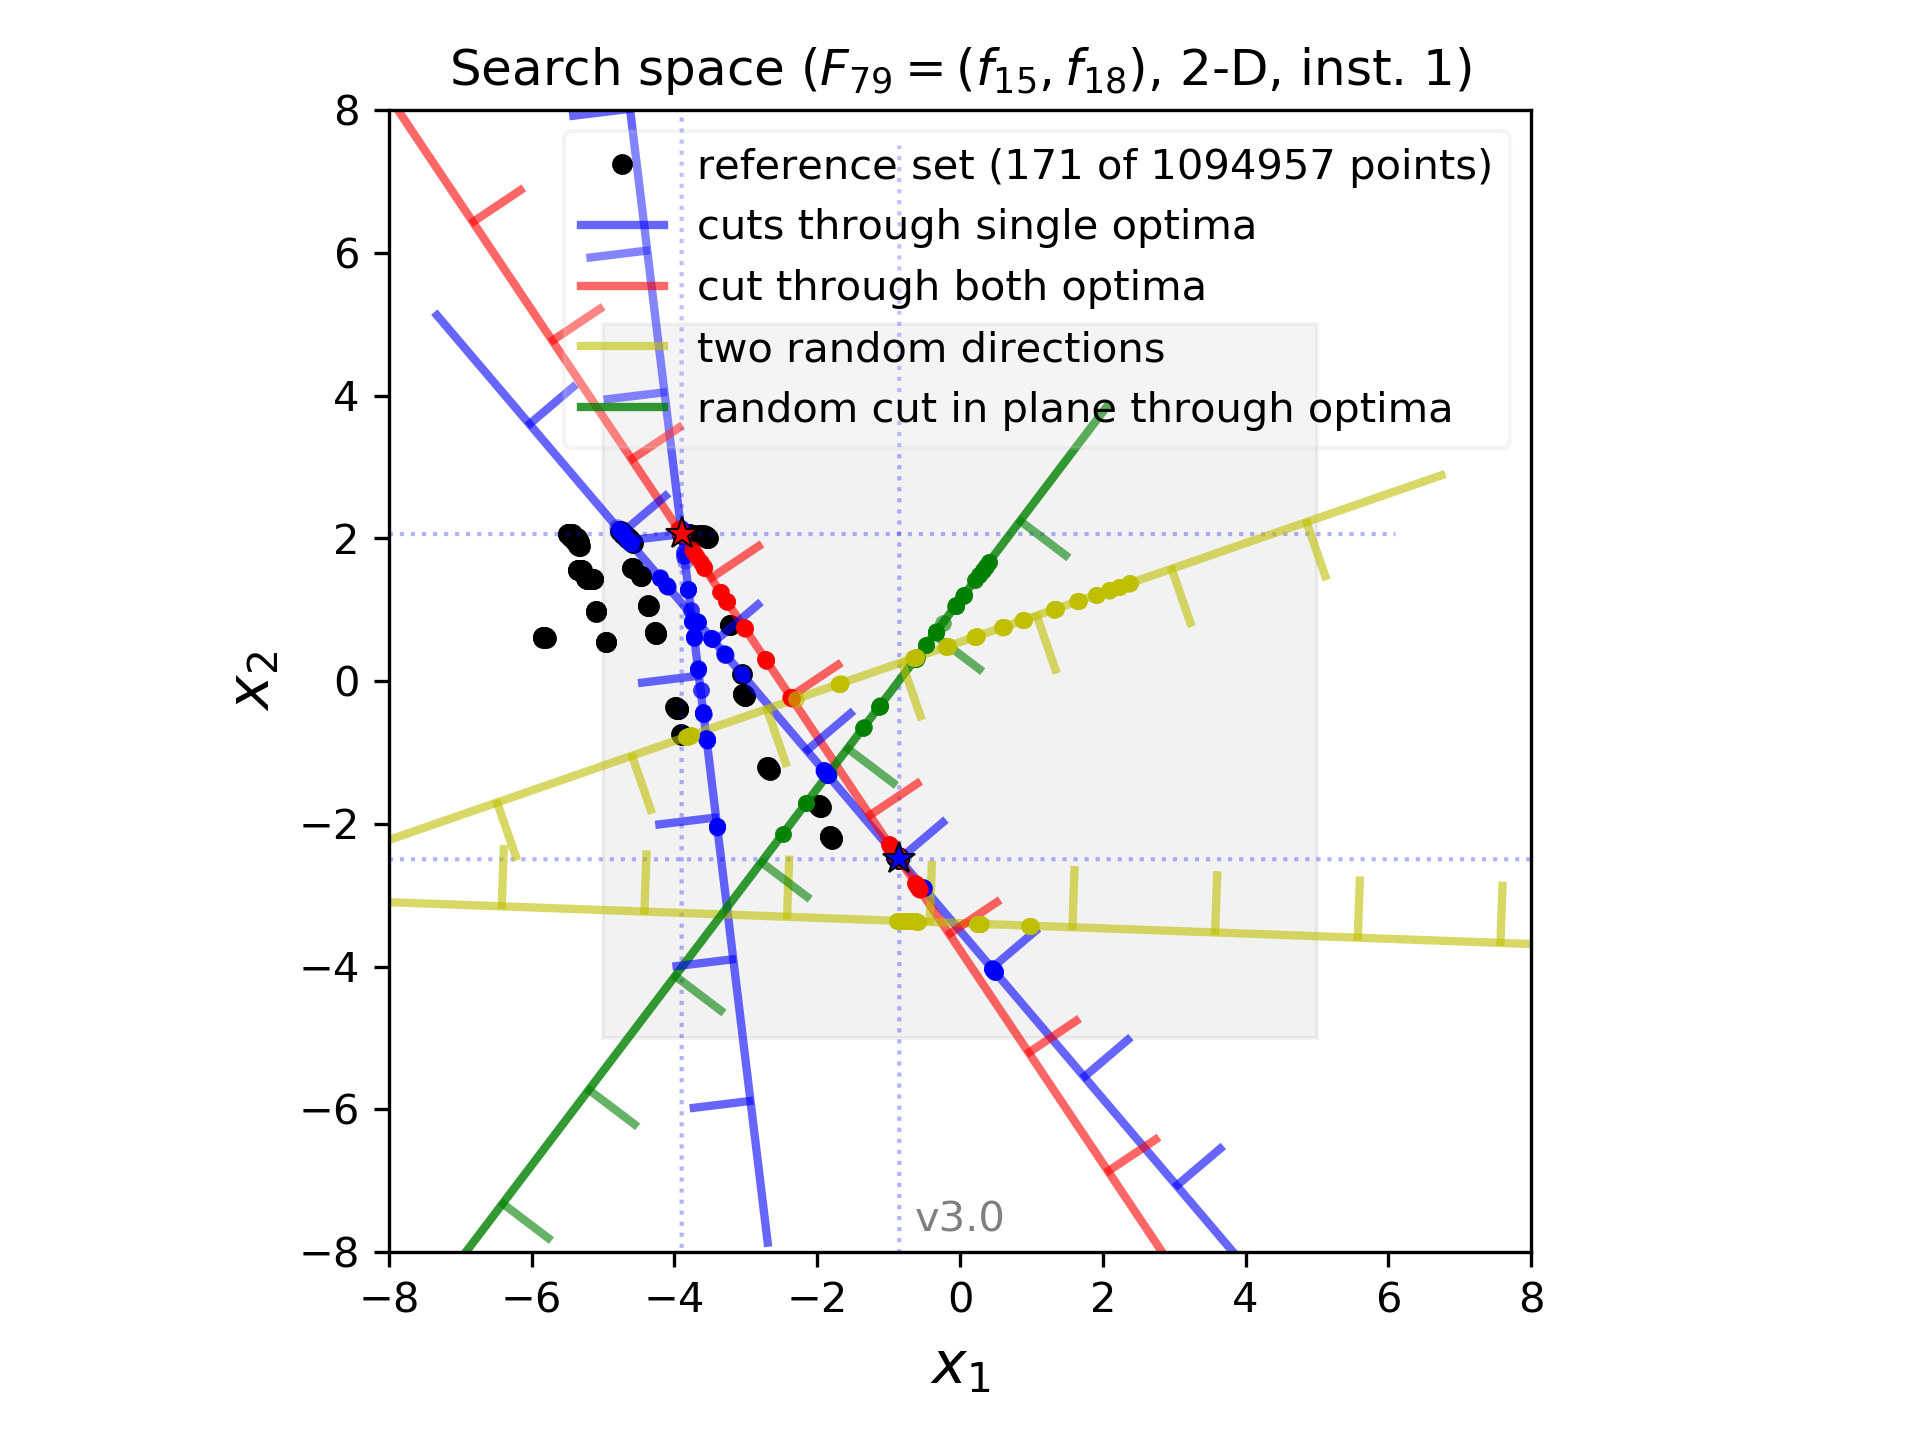 Search space (F79 = (f15, f18), 2-D, inst. 1)
reference set (171 of 1094957 points)
cuts through single optima
cut through both optima
two random directions
random cut in plane through optima
8
6
4
2
0
−2
−4
−6
−8
x2
v3.0
−8 −6 −4 −2 0 2 4 6 8
x1